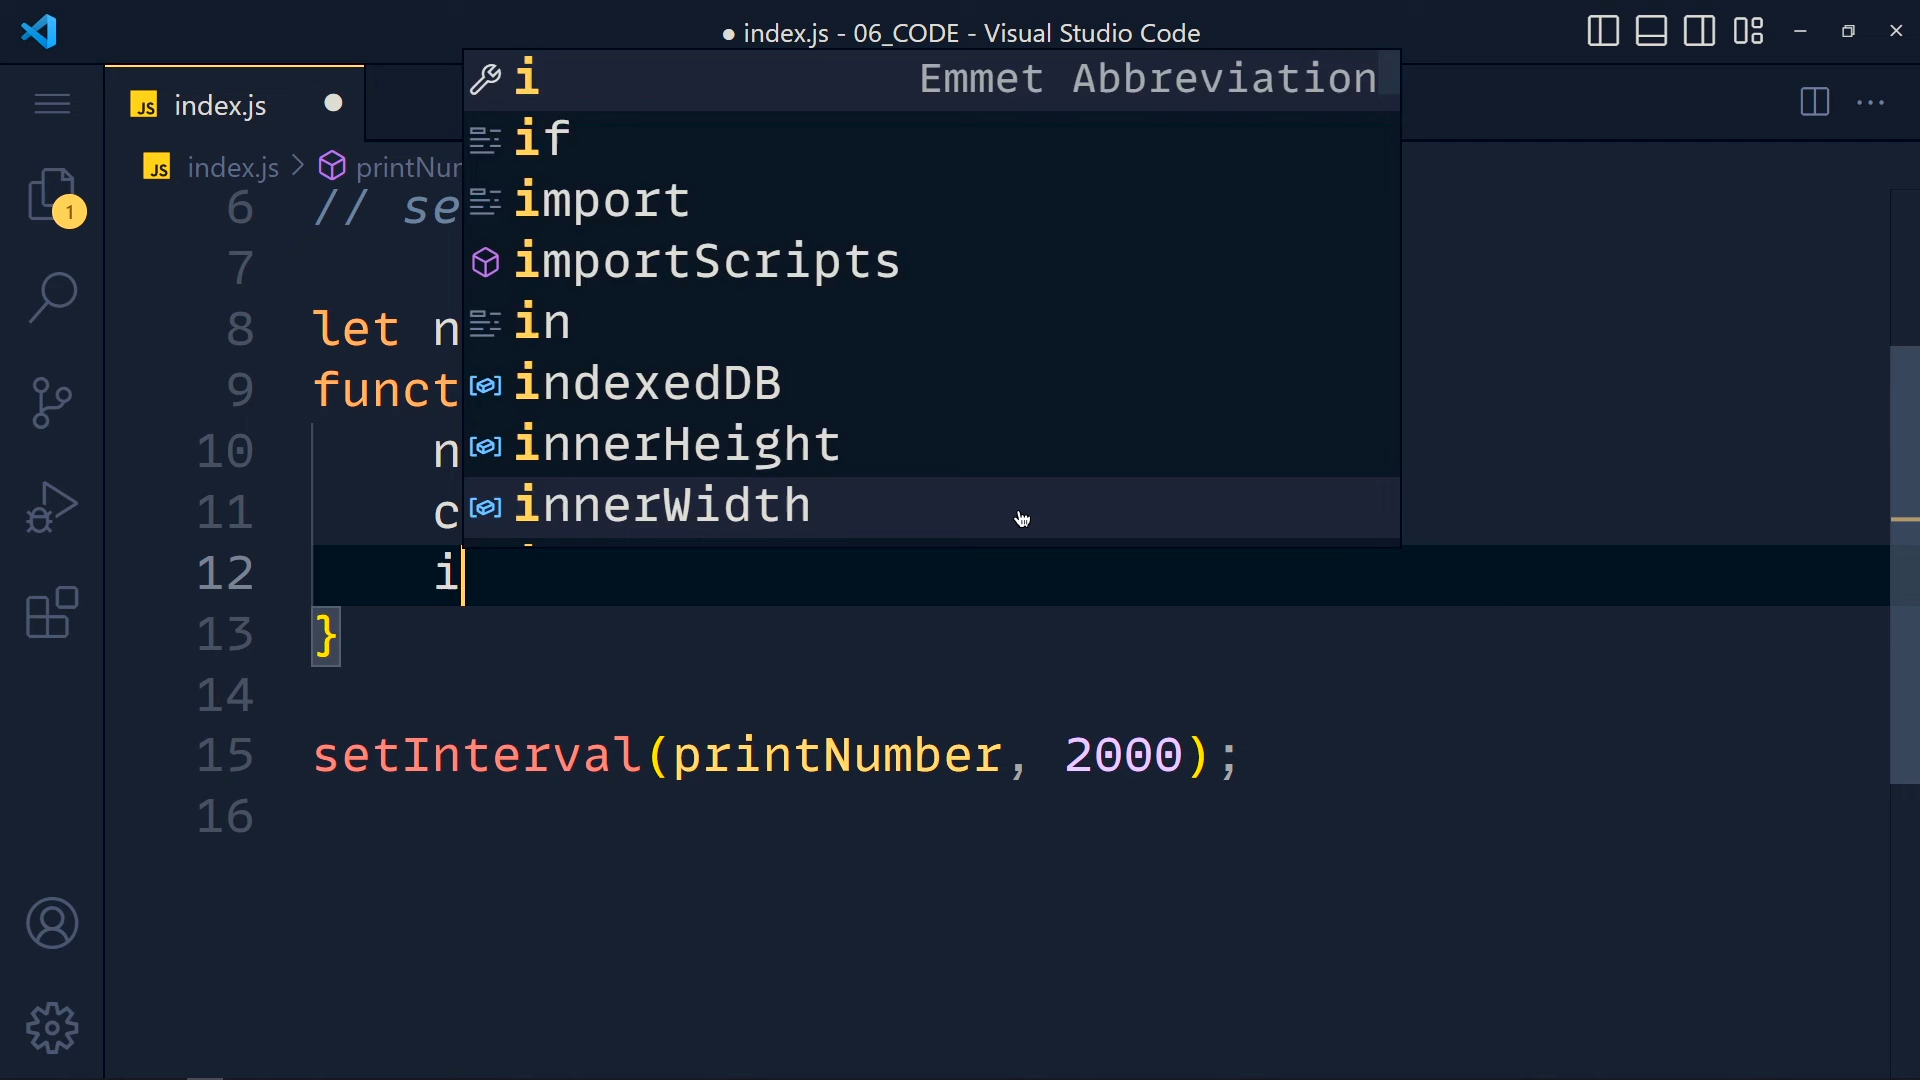 ● index.js - 06_CODE - Visual Studio Code
JS index.js ●
JS index.js > printNu
1
i Emmet Abbreviation
if
import
importScripts
in
indexedDB
innerHeight
innerWidth
6 // se
7
8 let n
9 funct
10 n
11 c
12 i
13 }
14
15 setInterval(printNumber, 2000);
16